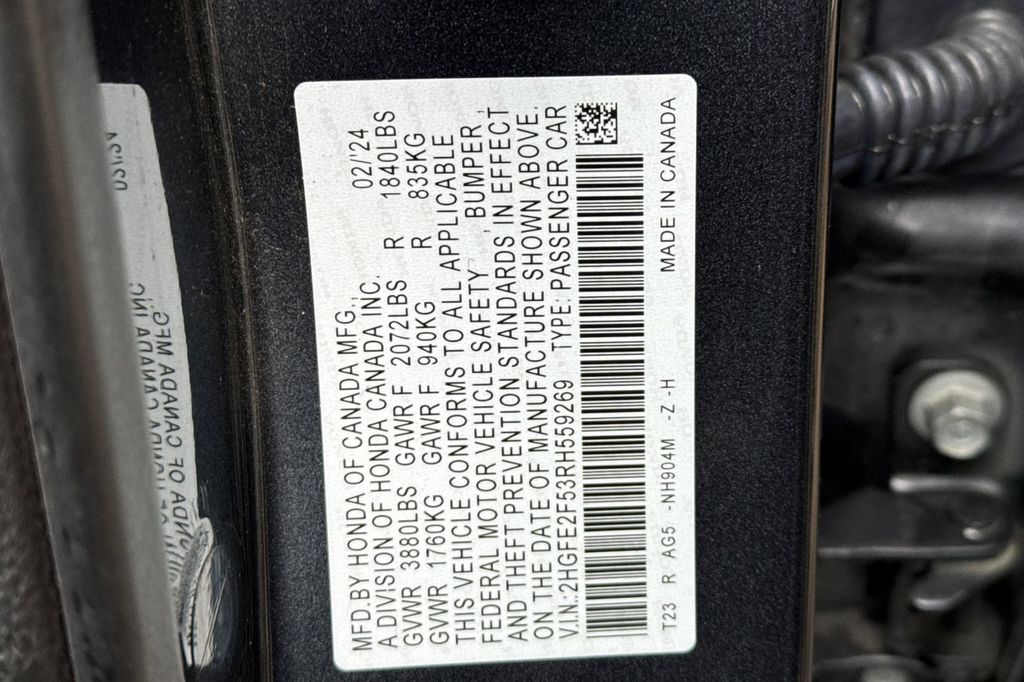 MFD.BY HONDA OF CANADA MFG., 02/'24
A DIVISION OF HONDA CANADA INC.
GVWR 3880LBS GAWR F 2072LBS R 1840LBS
GVWR 1760KG GAWR F 940KG R 835KG
THIS VEHICLE CONFORMS TO ALL APPLICABLE
FEDERAL MOTOR VEHICLE SAFETY, BUMPER,
AND THEFT PREVENTION STANDARDS, IN EFFECT
ON THE DATE OF MANUFACTURE SHOWN ABOVE.
V.I.N.:2HGFE2F53RH559269 TYPE: PASSENGER CAR
T23 R AG5 -NH904M -Z -H MADE IN CANADA